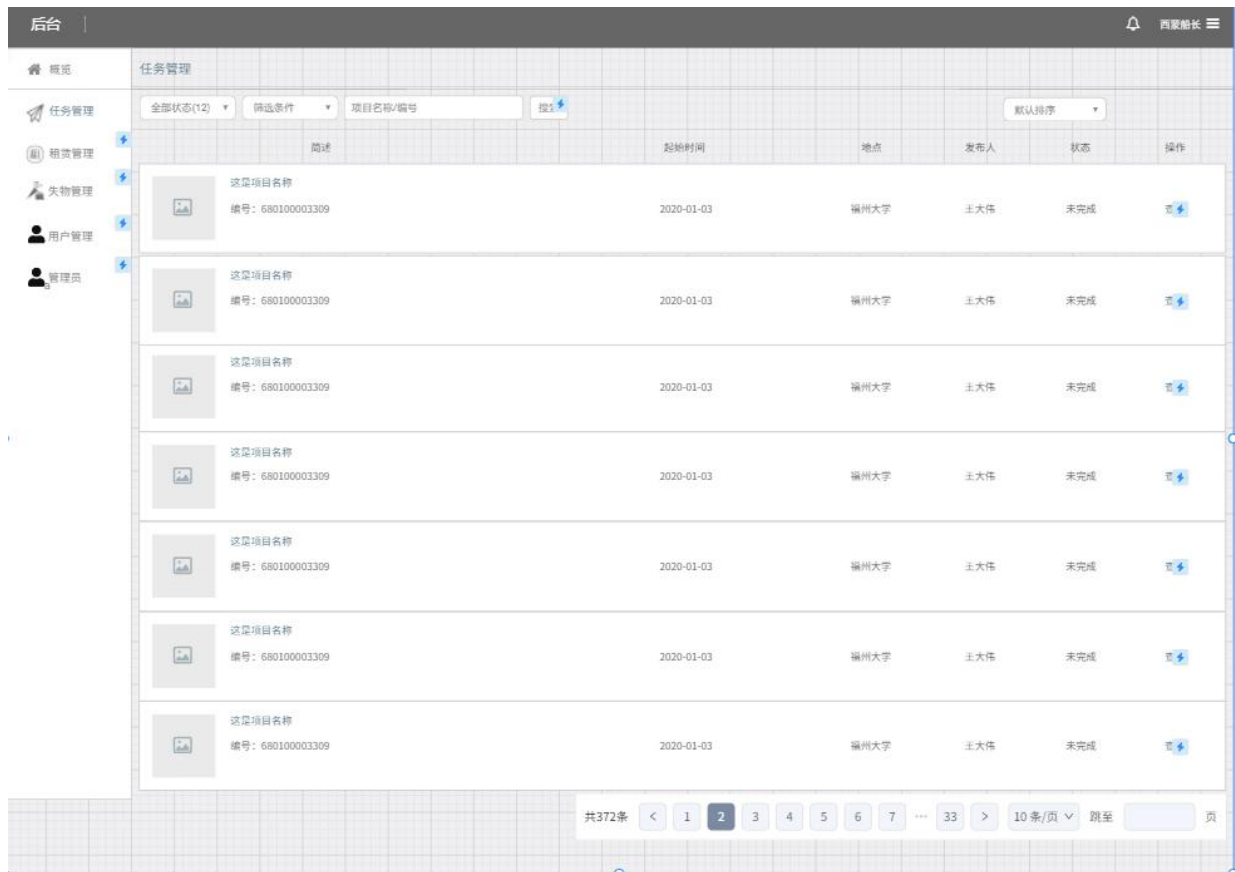 后台
西蒙船长
概览
任务管理
租赁管理
失物管理
用户管理
管理员
任务管理
全部状态(12) 筛选条件 项目名称/编号 默认排序
简述 起始时间 地点 发布人 状态 操作
这是项目名称
编号: 680100003309 2020-01-03 福州大学 王大伟 未完成
这是项目名称
编号: 680100003309 2020-01-03 福州大学 王大伟 未完成
这是项目名称
编号: 680100003309 2020-01-03 福州大学 王大伟 未完成
这是项目名称
编号: 680100003309 2020-01-03 福州大学 王大伟 未完成
这是项目名称
编号: 680100003309 2020-01-03 福州大学 王大伟 未完成
这是项目名称
编号: 680100003309 2020-01-03 福州大学 王大伟 未完成
这是项目名称
编号: 680100003309 2020-01-03 福州大学 王大伟 未完成
共372条 < 1 2 3 4 5 6 7 ··· 33 > 10 条/页 跳至 页